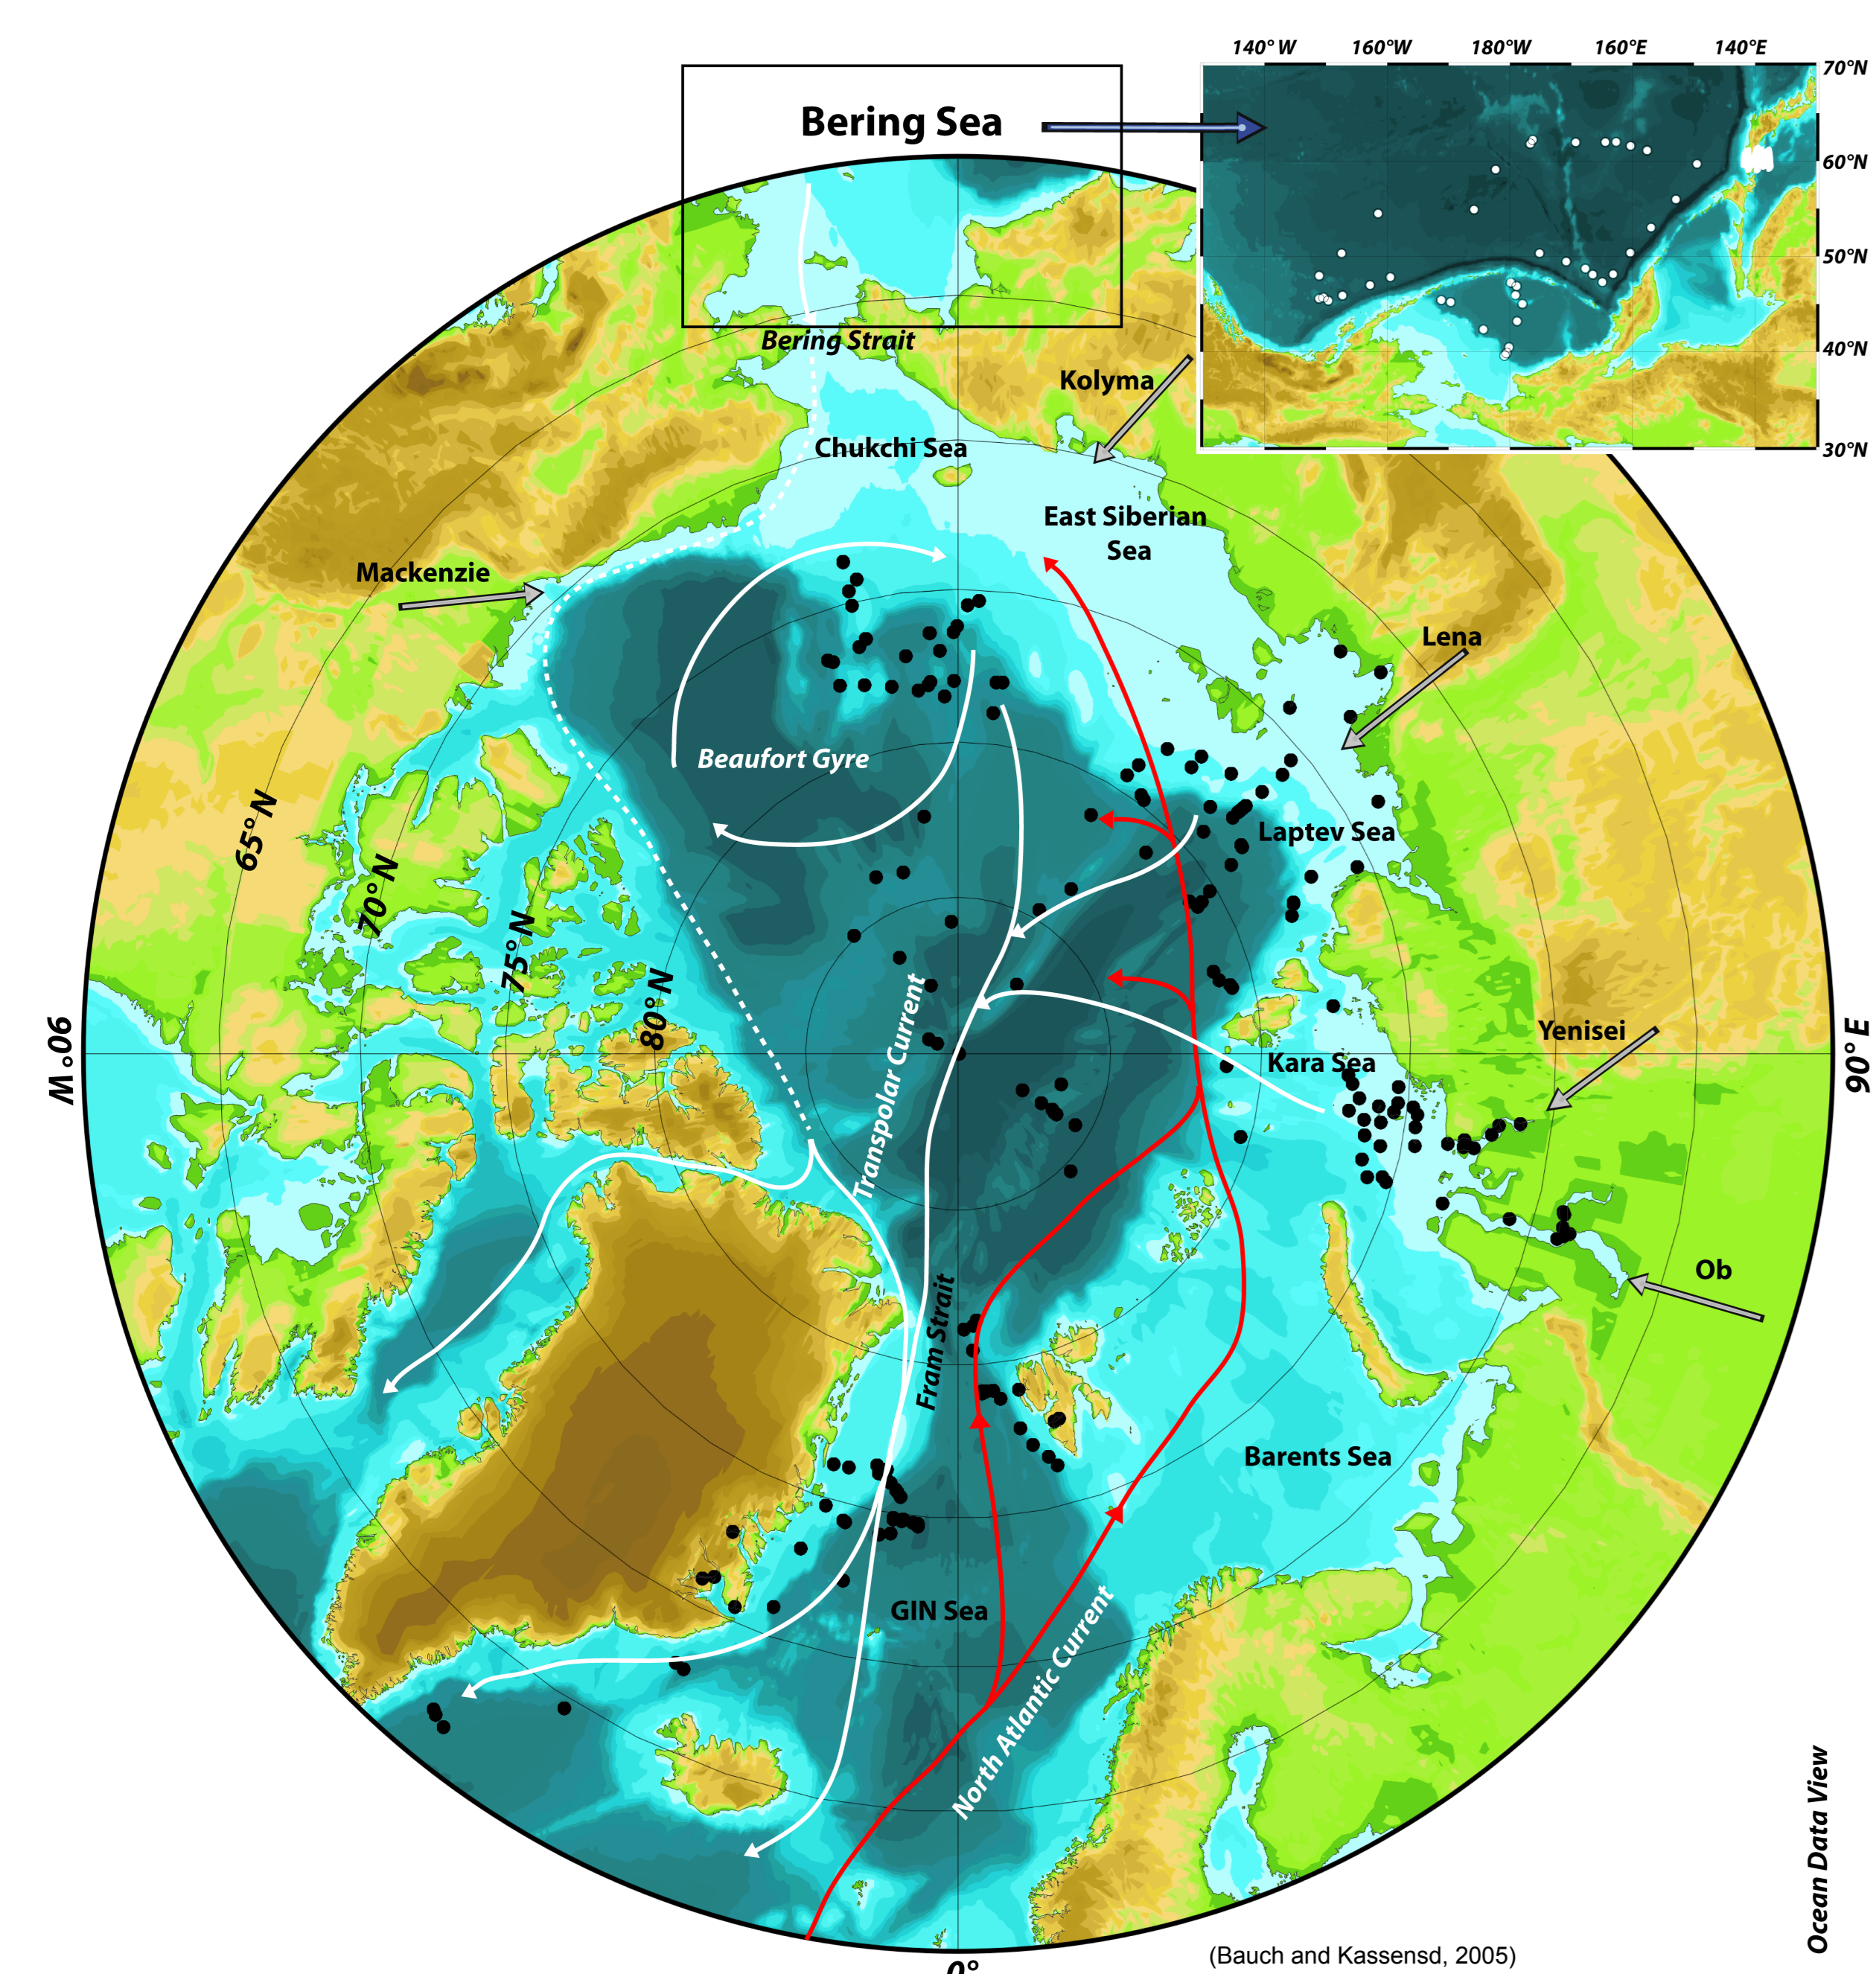 140° W 160°W 180°W 160°E 140°E
70°N
Bering Sea
60°N
50°N
Bering Strait
40°N
Kolyma
Chukchi Sea
30°N
East Siberian
Sea
Mackenzie
Lena
Beaufort Gyre
65° N
Laptev Sea
70° N
75° N
80° N
Transpolar Current
Yenisei
90° W
Kara Sea
90° E
Ob
Fram Strait
Barents Sea
GIN Sea
North Atlantic Current
Ocean Data View
(Bauch and Kassensd, 2005)
0°